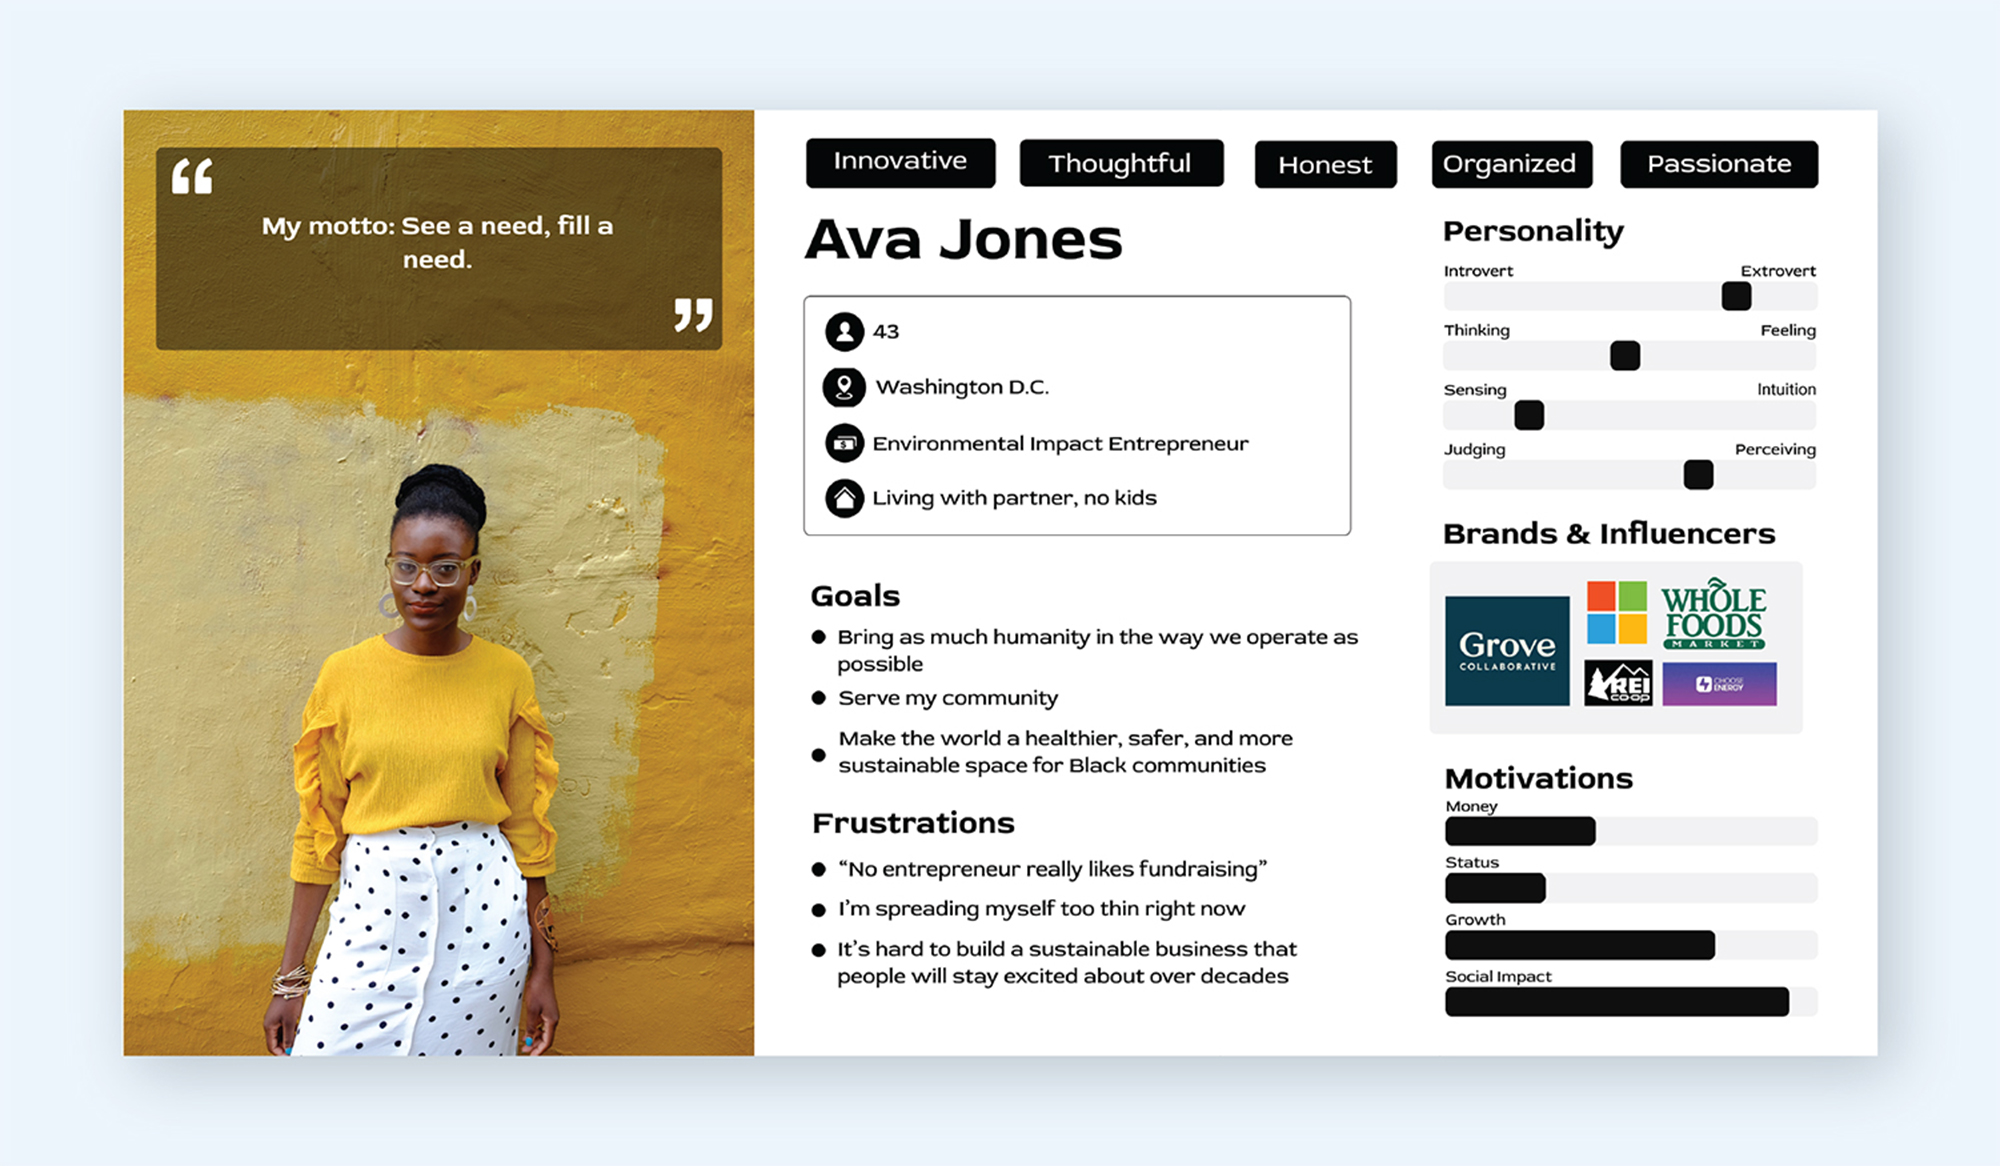 “
My motto: See a need, fill a
need.
”
Innovative
Thoughtful
Honest
Organized
Passionate
Ava Jones
43
Washington D.C.
Environmental Impact Entrepreneur
Living with partner, no kids
Goals
● Bring as much humanity in the way we operate as
possible
● Serve my community
● Make the world a healthier, safer, and more
sustainable space for Black communities
Frustrations
● “No entrepreneur really likes fundraising”
● I’m spreading myself too thin right now
● It’s hard to build a sustainable business that
people will stay excited about over decades
Personality
Introvert Extrovert
Thinking Feeling
Sensing Intuition
Judging Perceiving
Brands & Influencers
Grove
COLLABORATIVE
WHOLE
FOODS
MARKET
REI
co-op
CHOOSE
ENERGY
Motivations
Money
Status
Growth
Social Impact